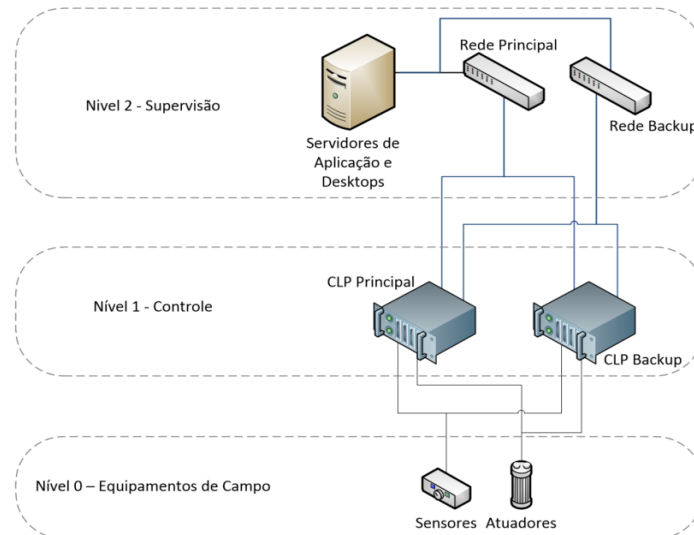 Rede Principal
Nivel 2 - Supervisão
Rede Backup
Servidores de
Aplicação e
Desktops
CLP Principal
Nível 1 - Controle
CLP Backup
Nível 0 – Equipamentos de Campo
Sensores
Atuadores